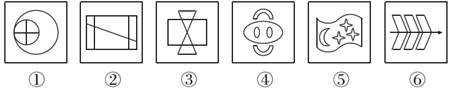 ① ② ③ ④ ⑤ ⑥